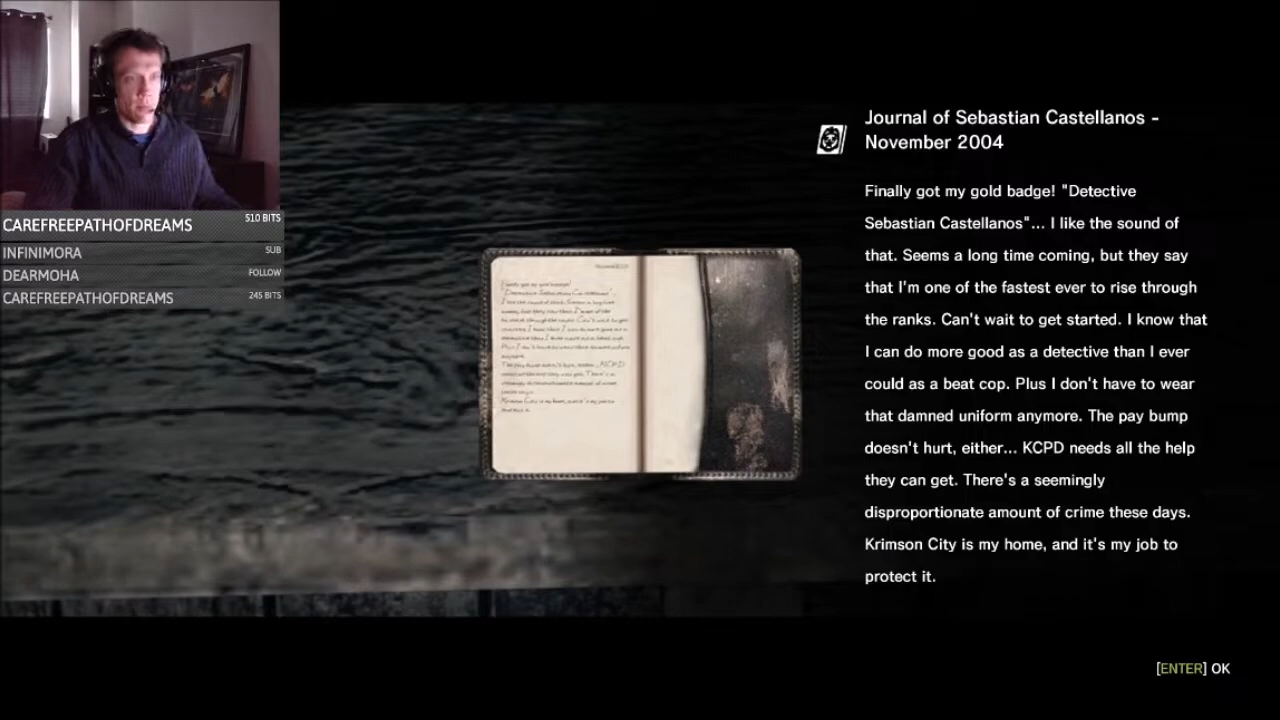 CAREFREEPATHOFDREAMS 510 BITS
INFINIMORA SUB
DEARMOHA FOLLOW
CAREFREEPATHOFDREAMS 245 BITS
Journal of Sebastian Castellanos -
November 2004
Finally got my gold badge! "Detective
Sebastian Castellanos"... I like the sound of
that. Seems a long time coming, but they say
that I'm one of the fastest ever to rise through
the ranks. Can't wait to get started. I know that
I can do more good as a detective than I ever
could as a beat cop. Plus I don't have to wear
that damned uniform anymore. The pay bump
doesn't hurt, either... KCPD needs all the help
they can get. There's a seemingly
disproportionate amount of crime these days.
Krimson City is my home, and it's my job to
protect it.
[ENTER] OK